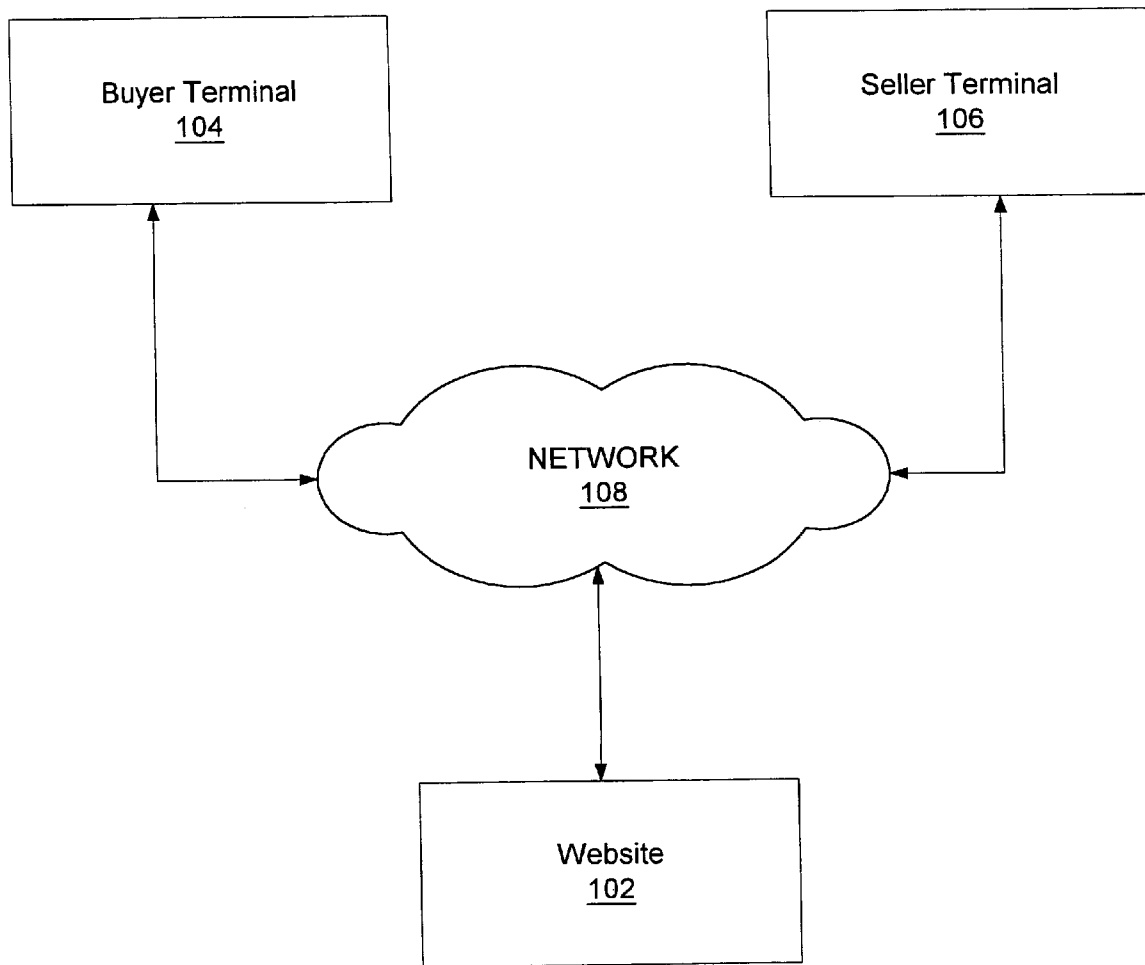 Buyer Terminal
104
Seller Terminal
106
NETWORK
108
Website
102